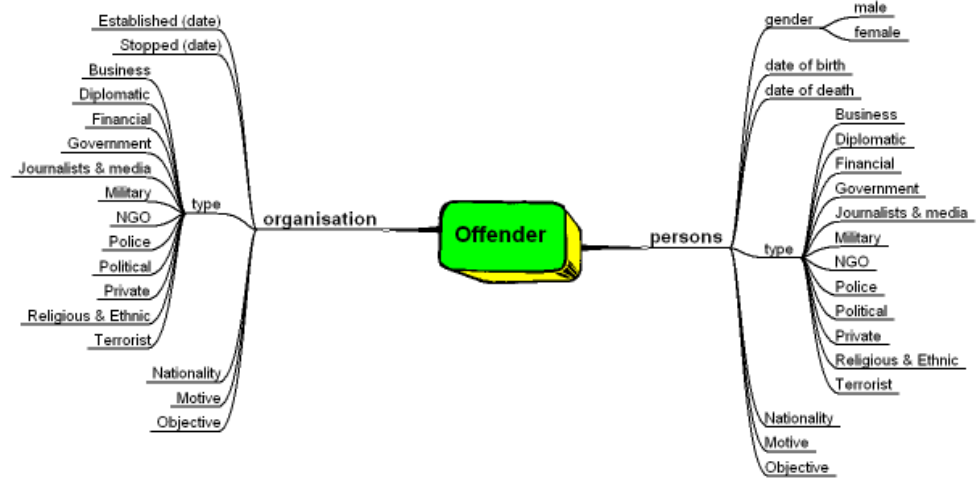 Offender
organisation
Established (date)
Stopped (date)
type
Business
Diplomatic
Financial
Government
Journalists & media
Military
NGO
Police
Political
Private
Religious & Ethnic
Terrorist
Nationality
Motive
Objective
persons
gender
male
female
date of birth
date of death
type
Business
Diplomatic
Financial
Government
Journalists & media
Military
NGO
Police
Political
Private
Religious & Ethnic
Terrorist
Nationality
Motive
Objective